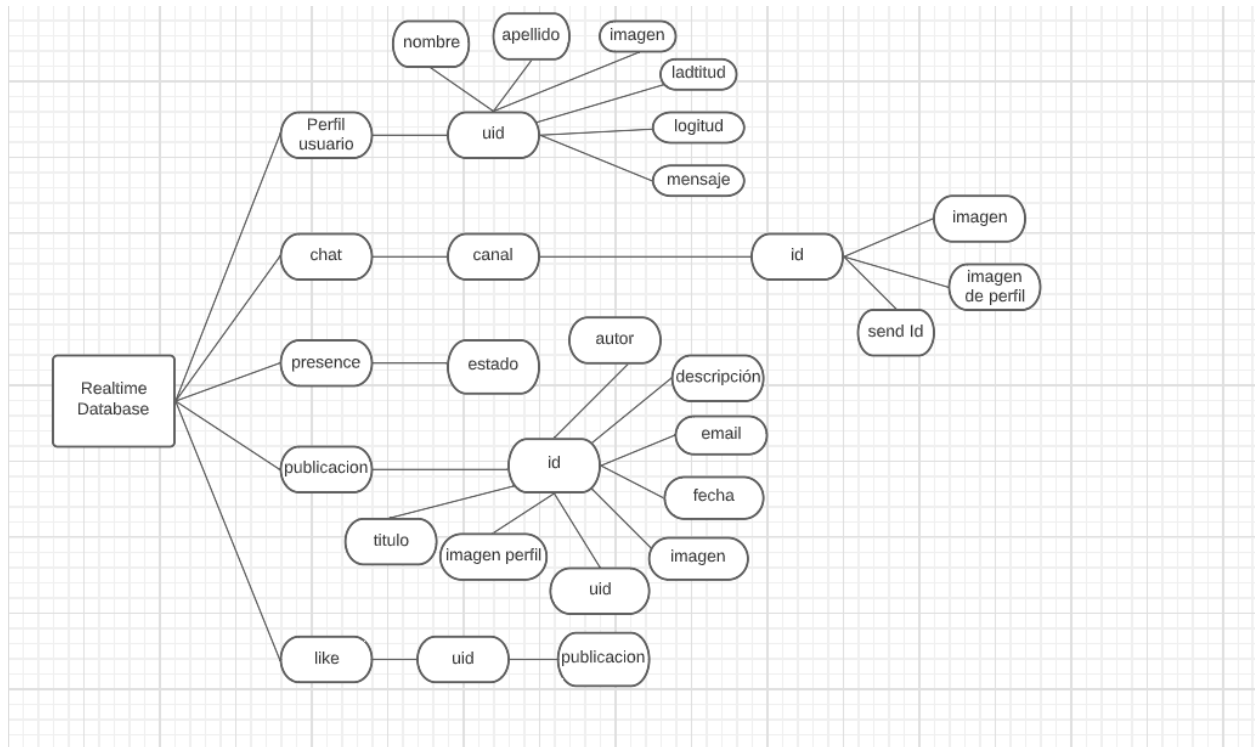 nombre
apellido
imagen
ladtitud
Perfil
usuario
uid
logitud
mensaje
imagen
chat
canal
id
imagen
de perfil
send Id
autor
presence
estado
descripción
Realtime
Database
email
publicacion
id
fecha
titulo
imagen perfil
imagen
uid
like
uid
publicacion